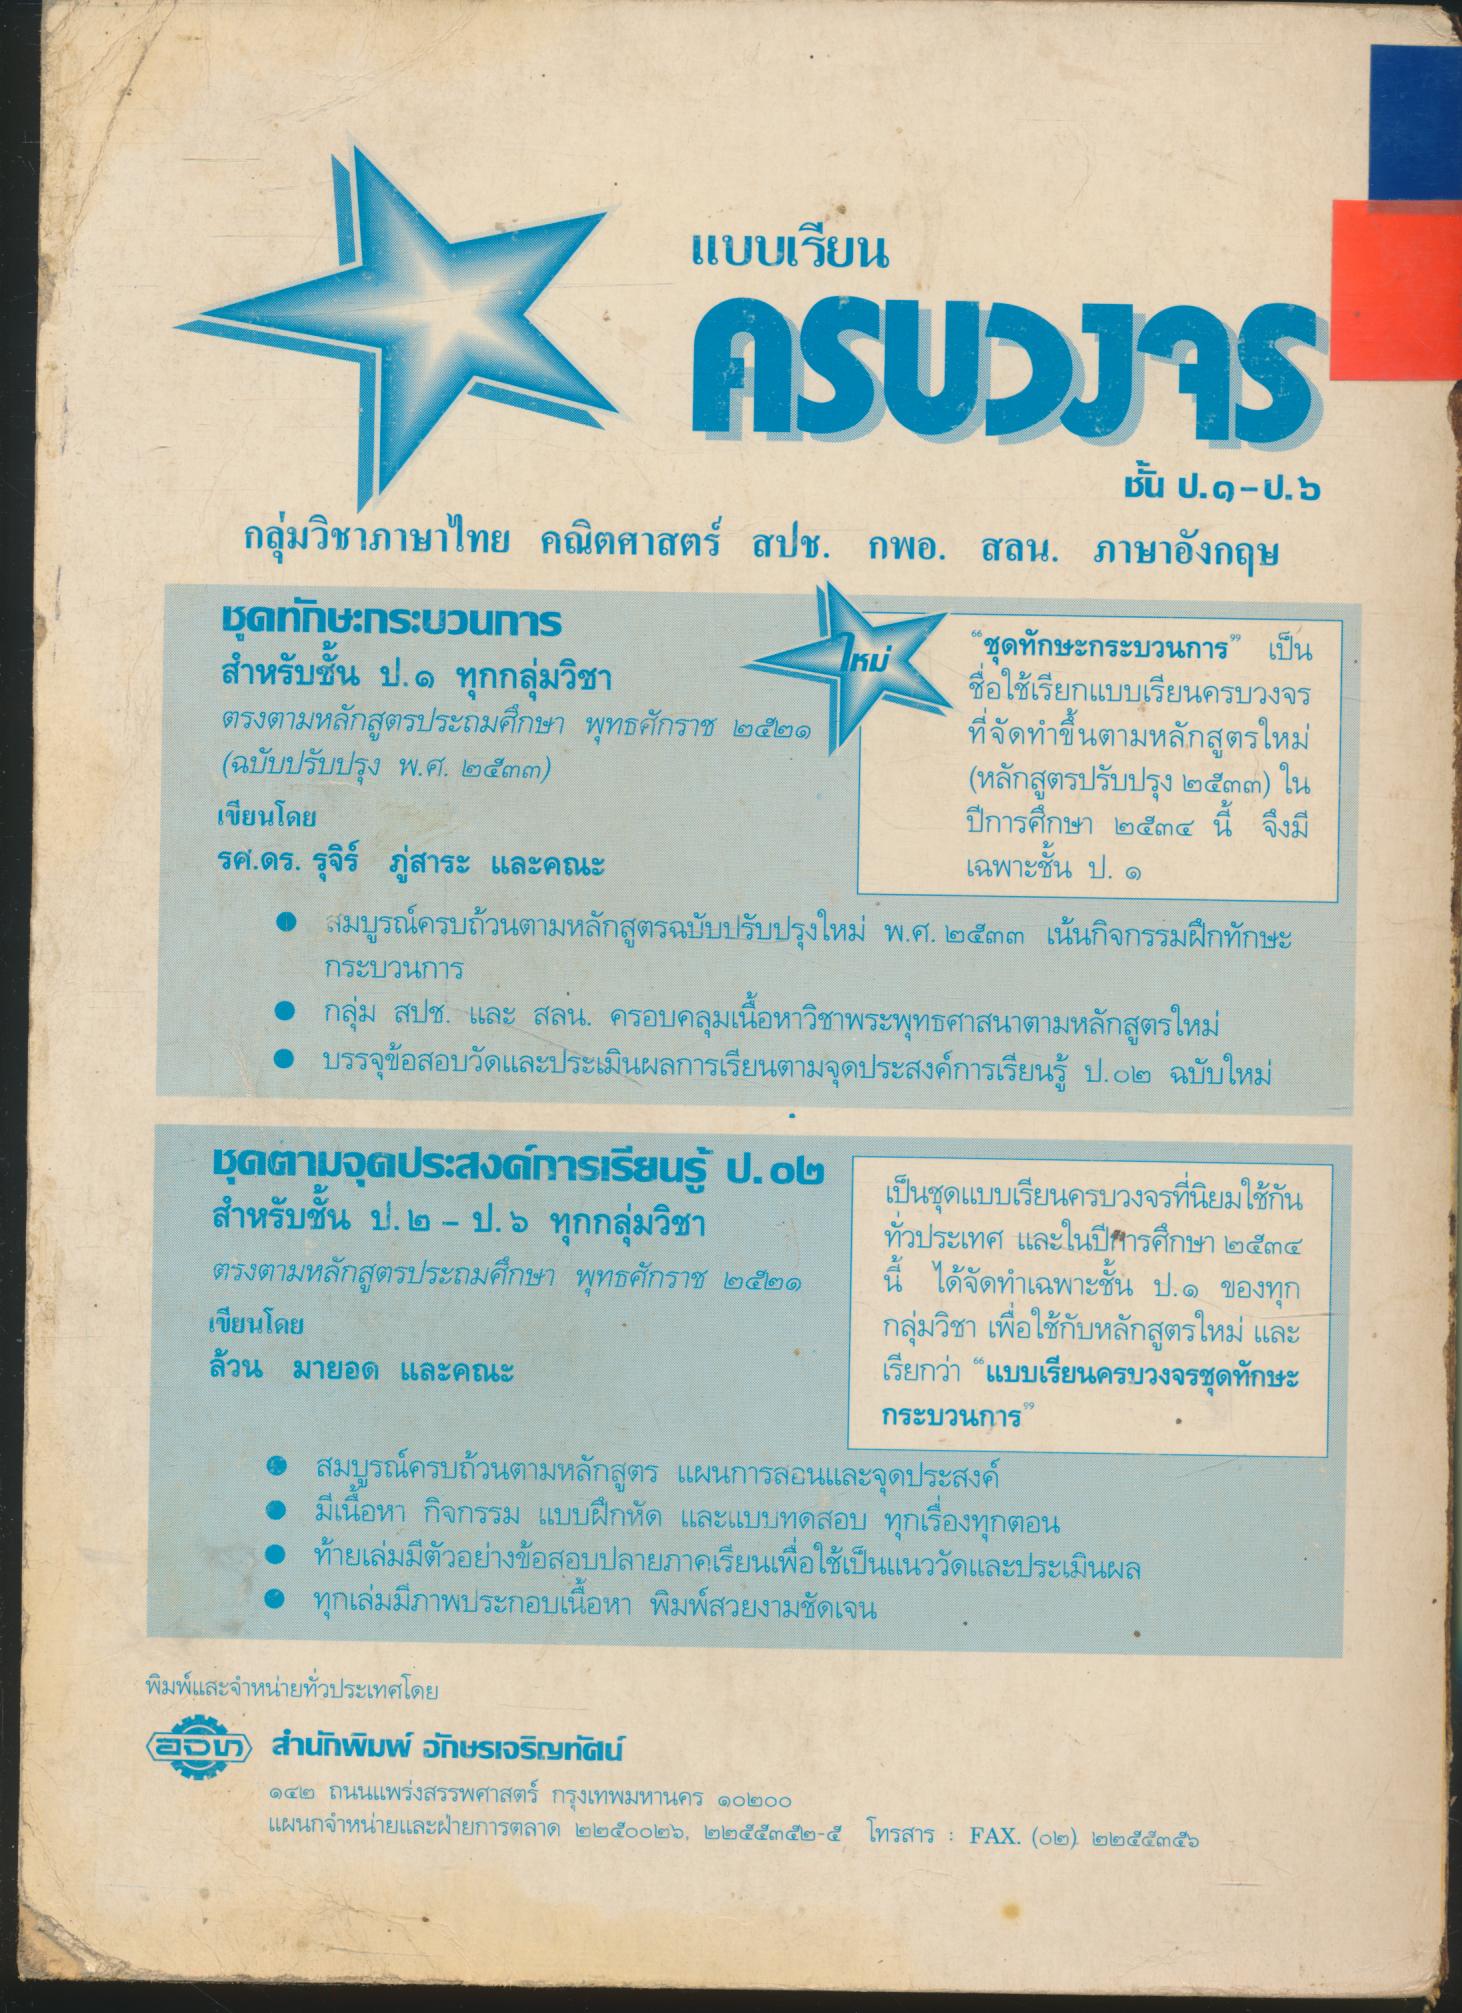 แบบเรียน
ครบวงจร
ชั้น ป.๑-ป.๖
กลุ่มวิชาภาษาไทย คณิตศาสตร์ สปช. กพอ. สลน. ภาษาอังกฤษ
ชุดทักษะกระบวนการ
สำหรับชั้น ป.๑ ทุกกลุ่มวิชา
ตรงตามหลักสูตรประถมศึกษา พุทธศักราช ๒๕๒๑
(ฉบับปรับปรุง พ.ศ. ๒๕๓๓)
เขียนโดย
รศ.ดร. รุจิร์ ภู่สาระ และคณะ
ใหม่
“ชุดทักษะกระบวนการ” เป็น
ชื่อใช้เรียกแบบเรียนครบวงจร
ที่จัดทำขึ้นตามหลักสูตรใหม่
(หลักสูตรปรับปรุง ๒๕๓๓) ใน
ปีการศึกษา ๒๕๓๔ นี้ จึงมี
เฉพาะชั้น ป. ๑
● สมบูรณ์ครบถ้วนตามหลักสูตรฉบับปรับปรุงใหม่ พ.ศ. ๒๕๓๓ เน้นกิจกรรมฝึกทักษะ
กระบวนการ
● กลุ่ม สปช. และ สลน. ครอบคลุมเนื้อหาวิชาพระพุทธศาสนาตามหลักสูตรใหม่
● บรรจุข้อสอบวัดและประเมินผลการเรียนตามจุดประสงค์การเรียนรู้ ป.๐๒ ฉบับใหม่
ชุดตามจุดประสงค์การเรียนรู้ ป.๐๒
สำหรับชั้น ป.๒ - ป.๖ ทุกกลุ่มวิชา
ตรงตามหลักสูตรประถมศึกษา พุทธศักราช ๒๕๒๑
เขียนโดย
ล้วน มายอด และคณะ
เป็นชุดแบบเรียนครบวงจรที่นิยมใช้กัน
ทั่วประเทศ และในปีการศึกษา ๒๕๓๔
นี้ ได้จัดทำเฉพาะชั้น ป.๑ ของทุก
กลุ่มวิชา เพื่อใช้กับหลักสูตรใหม่ และ
เรียกว่า “แบบเรียนครบวงจรชุดทักษะ
กระบวนการ”
● สมบูรณ์ครบถ้วนตามหลักสูตร แผนการสอนและจุดประสงค์
● มีเนื้อหา กิจกรรม แบบฝึกหัด และแบบทดสอบ ทุกเรื่องทุกตอน
● ท้ายเล่มมีตัวอย่างข้อสอบปลายภาคเรียนเพื่อใช้เป็นแนววัดและประเมินผล
● ทุกเล่มมีภาพประกอบเนื้อหา พิมพ์สวยงามชัดเจน
พิมพ์และจำหน่ายทั่วประเทศโดย
อจท สำนักพิมพ์ อักษรเจริญทัศน์
๑๔๒ ถนนแพร่งสรรพศาสตร์ กรุงเทพมหานคร ๑๐๒๐๐
แผนกจำหน่ายและฝ่ายการตลาด ๒๒๕๐๐๒๖, ๒๒๕๕๓๕๒-๕ โทรสาร : FAX. (๐๒) ๒๒๕๕๓๕๖